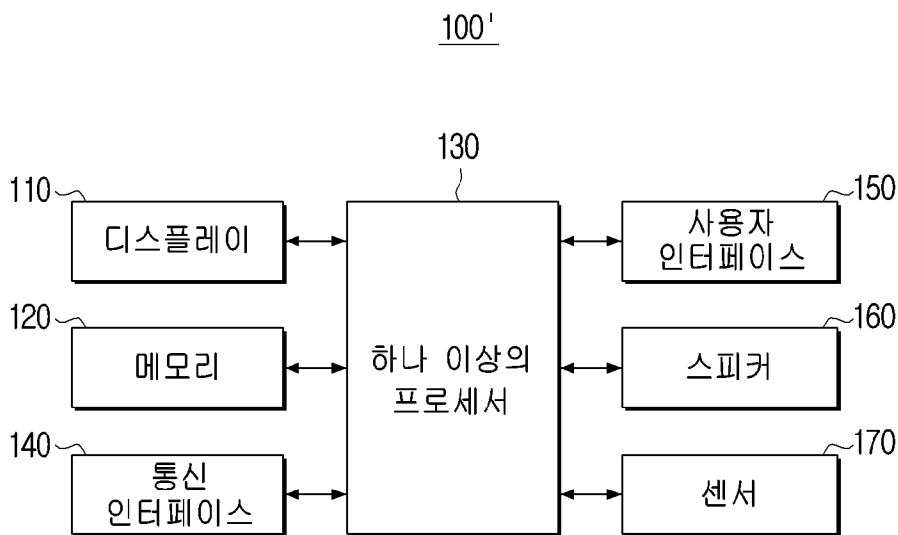 100'
130
110
디스플레이
150
사용자
인터페이스
120
메모리
하나 이상의
프로세서
160
스피커
140
통신
인터페이스
170
센서